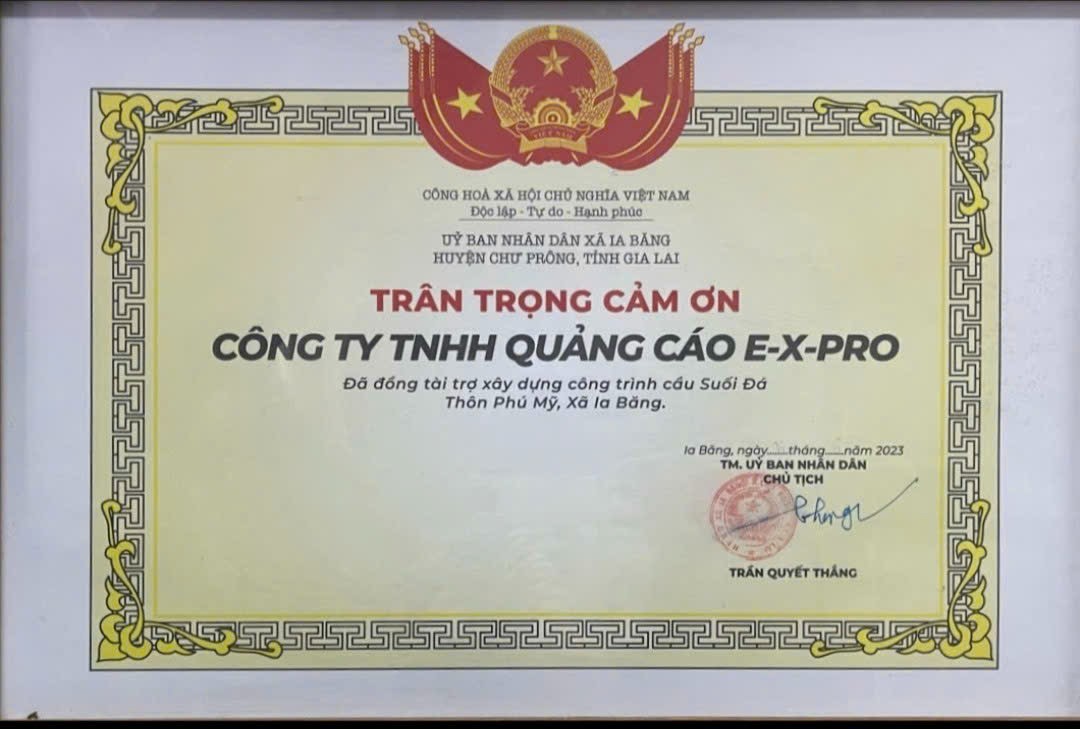 VIỆT NAM
CÔNG HOÀ XÃ HỘI CHỦ NGHĨA VIỆT NAM
Độc lập - Tự do - Hạnh phúc
UỶ BAN NHÂN DÂN XÃ IA BĂNG
HUYỆN CHƯ PRÔNG, TỈNH GIA LAI
TRÂN TRỌNG CẢM ƠN
CÔNG TY TNHH QUẢNG CÁO E-X-PRO
Đã đồng tài trợ xây dựng công trình cầu Suối Đá
Thôn Phú Mỹ, Xã Ia Băng.
Ia Băng, ngày......tháng......năm 2023
TM. UỶ BAN NHÂN DÂN
CHỦ TỊCH
TRẦN QUYẾT THẮNG